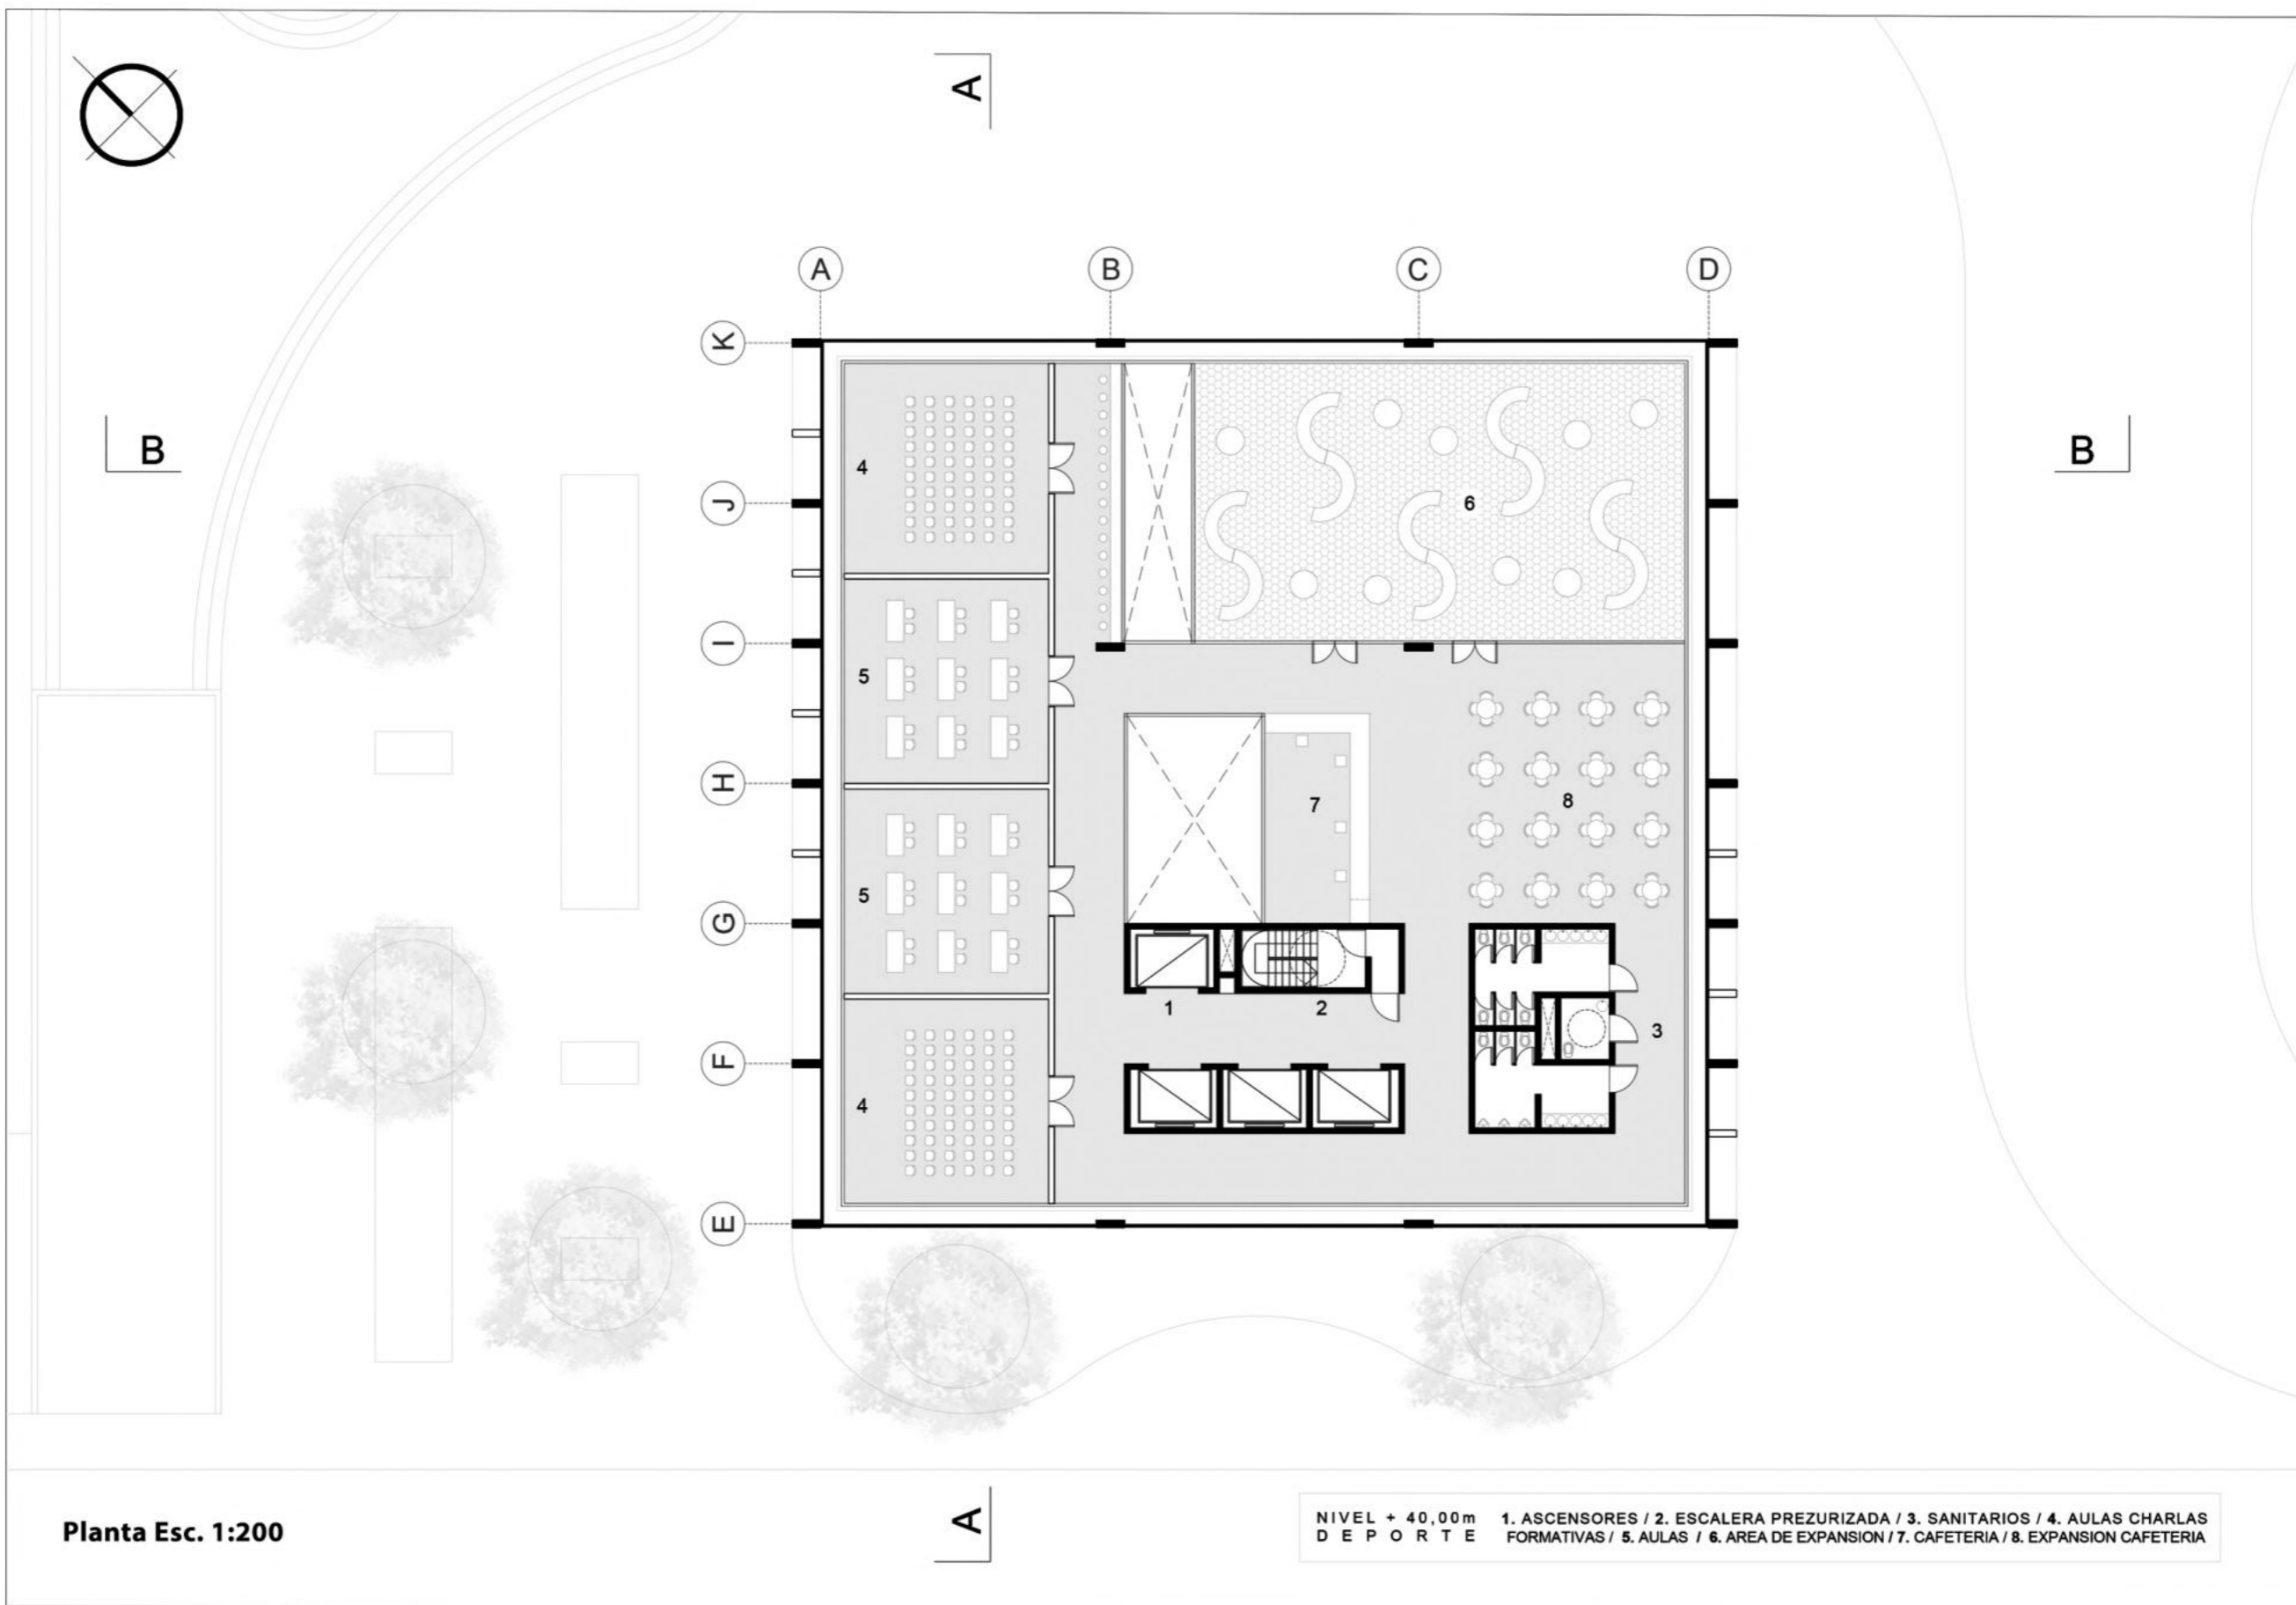 A
A B C D
K
B B
4
J
6
I
5
H
8
7
5
G
1 2
3
F
4
E
A
Planta Esc. 1:200
NIVEL + 40,00m 1. ASCENSORES / 2. ESCALERA PREZURIZADA / 3. SANITARIOS / 4. AULAS CHARLAS
DEPORTE FORMATIVAS / 5. AULAS / 6. AREA DE EXPANSION / 7. CAFETERIA / 8. EXPANSION CAFETERIA